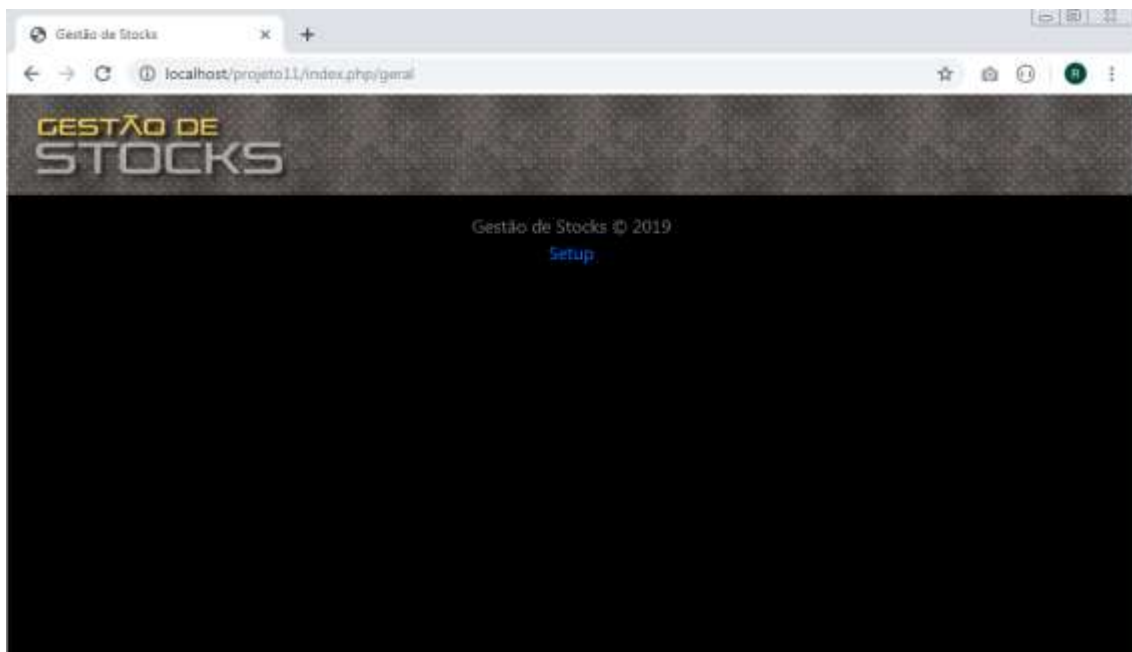 Gestão de Stocks
localhost/projeto11/index.php/geral
GESTÃO DE
STOCKS
Gestão de Stocks © 2019
Setup